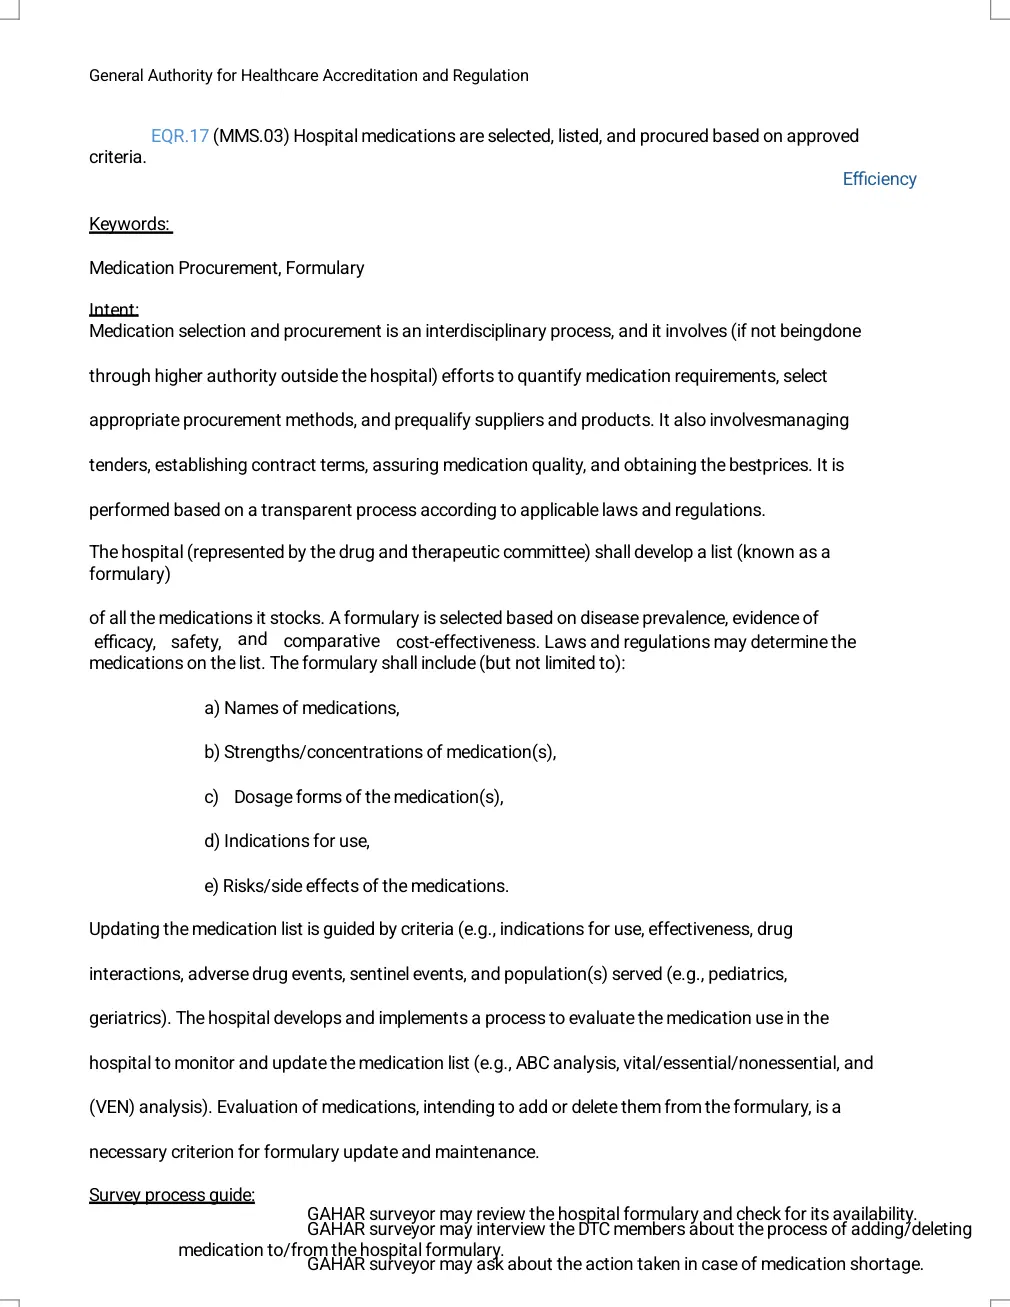 General Authority for Healthcare Accreditation and Regulation
EQR.17 (MMS.03) Hospital medications are selected, listed, and procured based on approved
criteria.
Efficiency
Keywords:
Medication Procurement, Formulary
Intent:
Medication selection and procurement is an interdisciplinary process, and it involves (if not beingdone
through higher authority outside the hospital) efforts to quantify medication requirements, select
appropriate procurement methods, and prequalify suppliers and products. It also involvesmanaging
tenders, establishing contract terms, assuring medication quality, and obtaining the bestprices. It is
performed based on a transparent process according to applicable laws and regulations.
The hospital (represented by the drug and therapeutic committee) shall develop a list (known as a
formulary)
of all the medications it stocks. A formulary is selected based on disease prevalence, evidence of
efficacy, safety, and comparative cost-effectiveness. Laws and regulations may determine the
medications on the list. The formulary shall include (but not limited to):
a) Names of medications,
b) Strengths/concentrations of medication(s),
c) Dosage forms of the medication(s),
d) Indications for use,
e) Risks/side effects of the medications.
Updating the medication list is guided by criteria (e.g., indications for use, effectiveness, drug
interactions, adverse drug events, sentinel events, and population(s) served (e.g., pediatrics,
geriatrics). The hospital develops and implements a process to evaluate the medication use in the
hospital to monitor and update the medication list (e.g., ABC analysis, vital/essential/nonessential, and
(VEN) analysis). Evaluation of medications, intending to add or delete them from the formulary, is a
necessary criterion for formulary update and maintenance.
Survey process guide:
GAHAR surveyor may review the hospital formulary and check for its availability.
GAHAR surveyor may interview the DTC members about the process of adding/deleting
medication to/from the hospital formulary.
GAHAR surveyor may ask about the action taken in case of medication shortage.